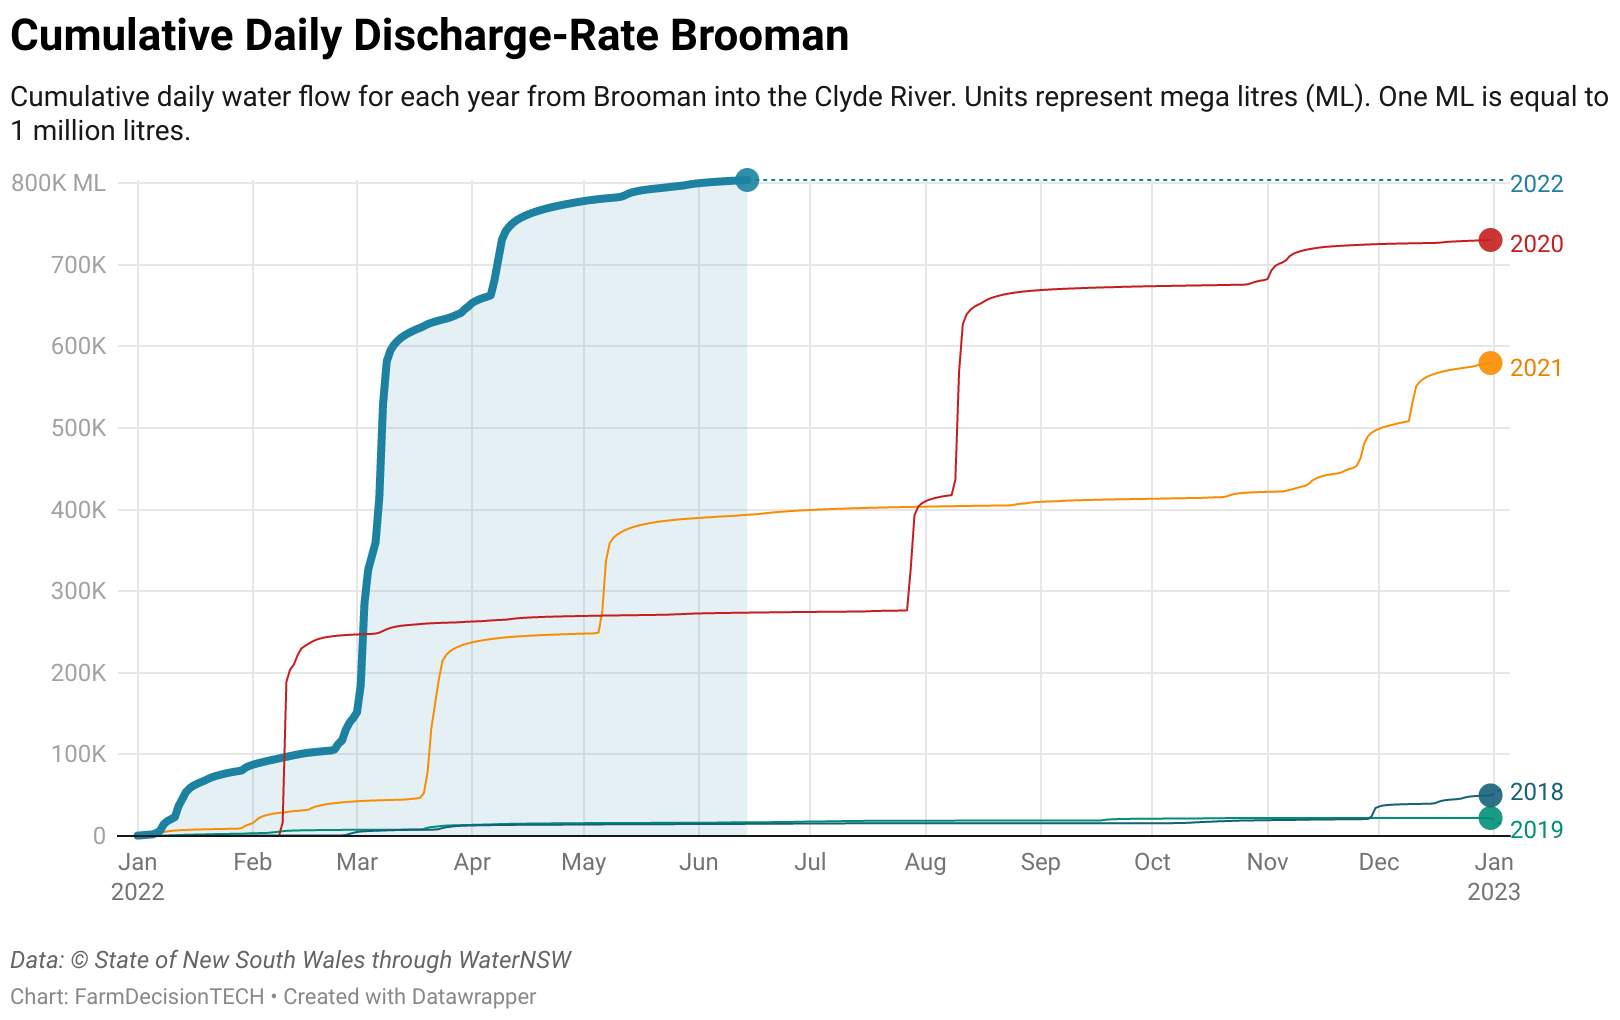 Cumulative Daily Discharge-Rate Brooman
Cumulative daily water flow for each year from Brooman into the Clyde River. Units represent mega litres (ML). One ML is equal to
1 million litres.
800K ML
700K
600K
500K
400K
300K
200K
100K
0
2022
2020
2021
2018
2019
Jan Feb Mar Apr May Jun Jul Aug Sep Oct Nov Dec Jan
2022 2023
Data: © State of New South Wales through WaterNSW
Chart: FarmDecisionTECH • Created with Datawrapper